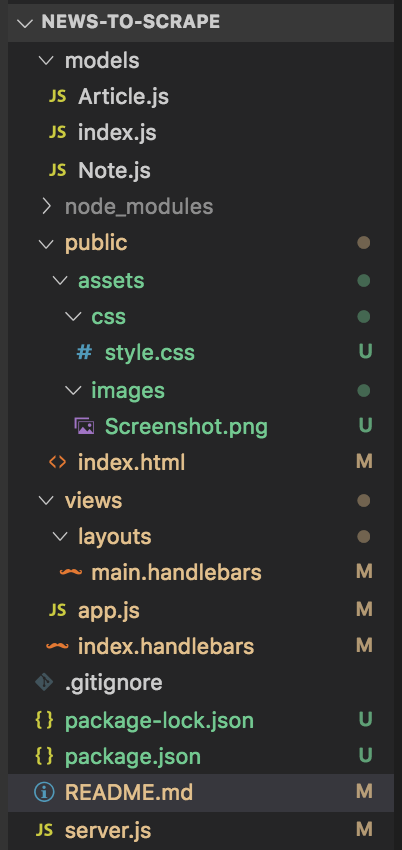 NEWS-TO-SCRAPE
models
JS Article.js
JS index.js
JS Note.js
node_modules
public
assets
css
# style.css U
images
Screenshot.png U
<> index.html M
views
layouts
main.handlebars M
JS app.js M
index.handlebars M
.gitignore
{} package-lock.json U
{} package.json U
README.md M
JS server.js M